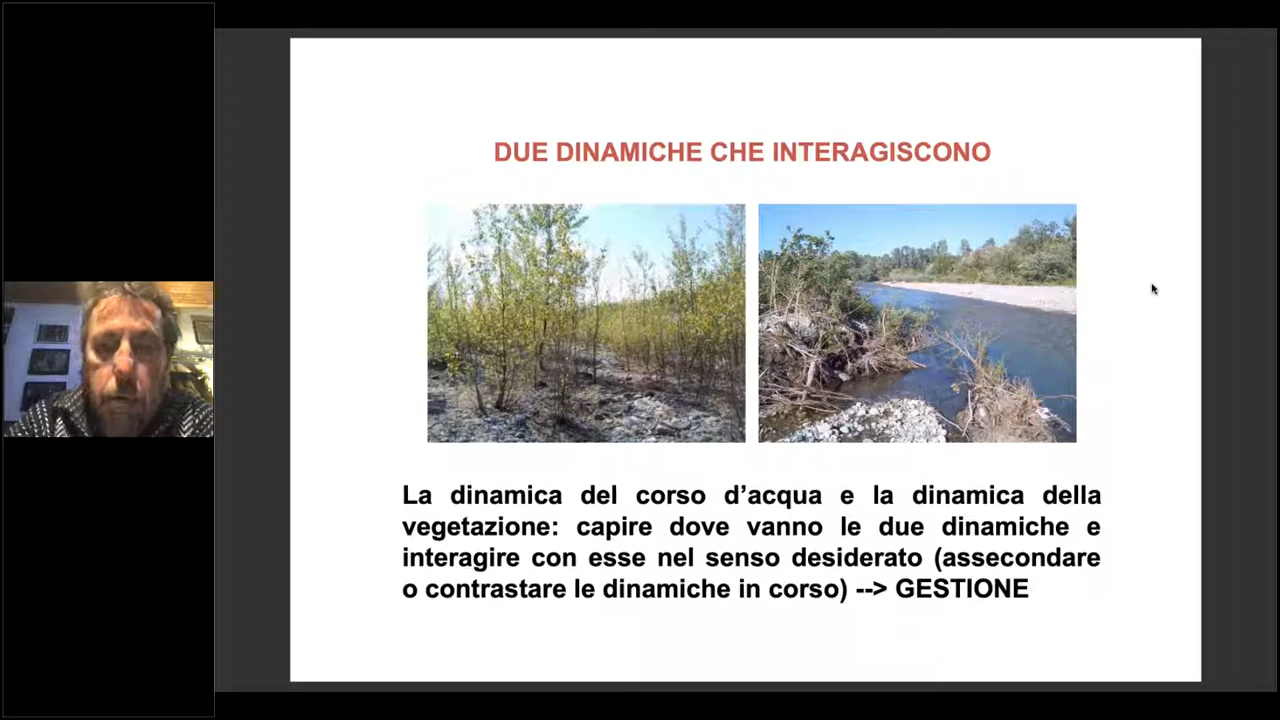 DUE DINAMICHE CHE INTERAGISCONO
La dinamica del corso d’acqua e la dinamica della
vegetazione: capire dove vanno le due dinamiche e
interagire con esse nel senso desiderato (assecondare
o contrastare le dinamiche in corso) --> GESTIONE